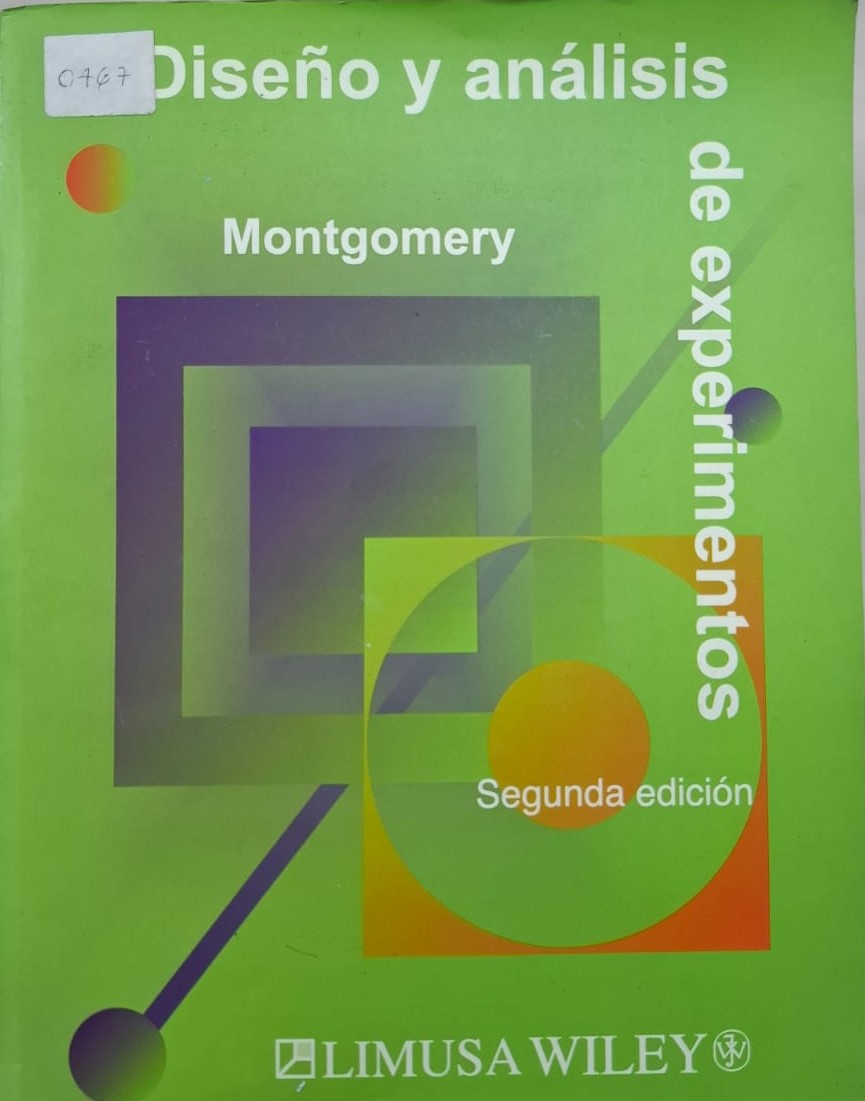 0767
Diseño y análisis
de experimentos
Montgomery
Segunda edición
LIMUSA WILEY